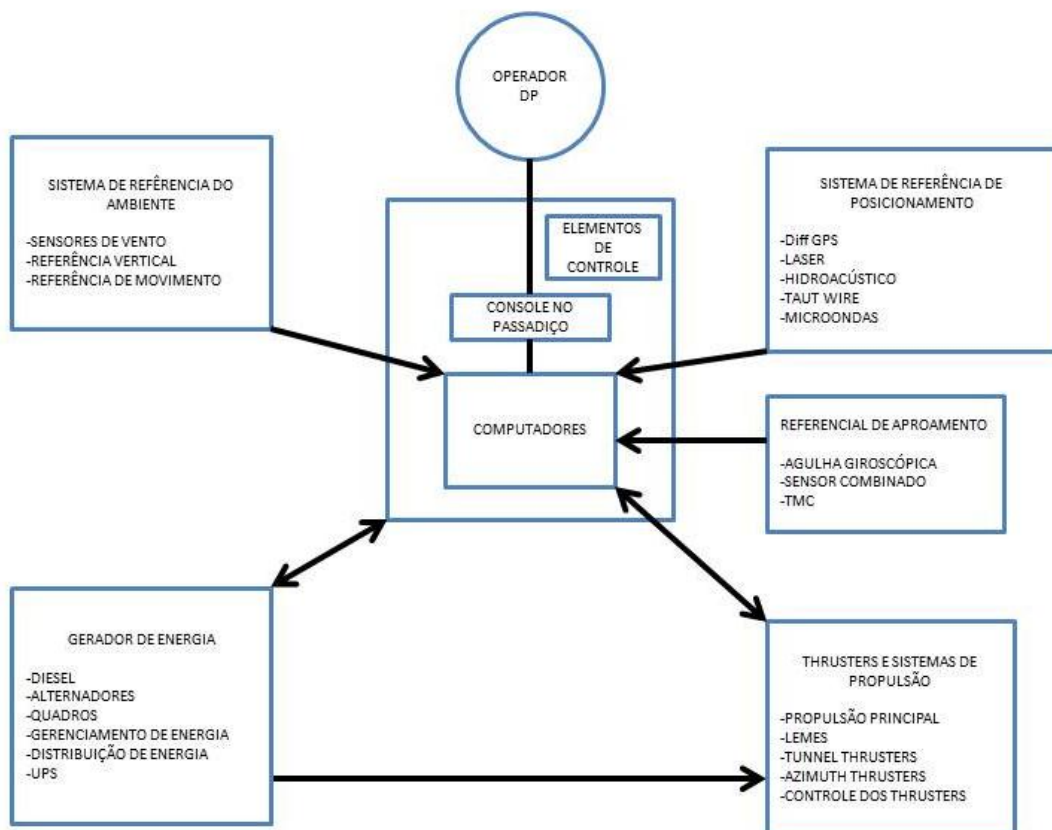 OPERADOR
DP
SISTEMA DE REFÊRENCIA DO
AMBIENTE
-SENSORES DE VENTO
-REFERÊNCIA VERTICAL
-REFERÊNCIA DE MOVIMENTO
ELEMENTOS
DE
CONTROLE
CONSOLE NO
PASSADIÇO
COMPUTADORES
SISTEMA DE REFERÊNCIA DE
POSICIONAMENTO
-Diff GPS
-LASER
-HIDROACÚSTICO
-TAUT WIRE
-MICROONDAS
REFERENCIAL DE APROAMENTO
-AGULHA GIROSCÓPICA
-SENSOR COMBINADO
-TMC
GERADOR DE ENERGIA
-DIESEL
-ALTERNADORES
-QUADROS
-GERENCIAMENTO DE ENERGIA
-DISTRIBUIÇÃO DE ENERGIA
-UPS
THRUSTERS E SISTEMAS DE
PROPULSÃO
-PROPULSÃO PRINCIPAL
-LEMES
-TUNNEL THRUSTERS
-AZIMUTH THRUSTERS
-CONTROLE DOS THRUSTERS